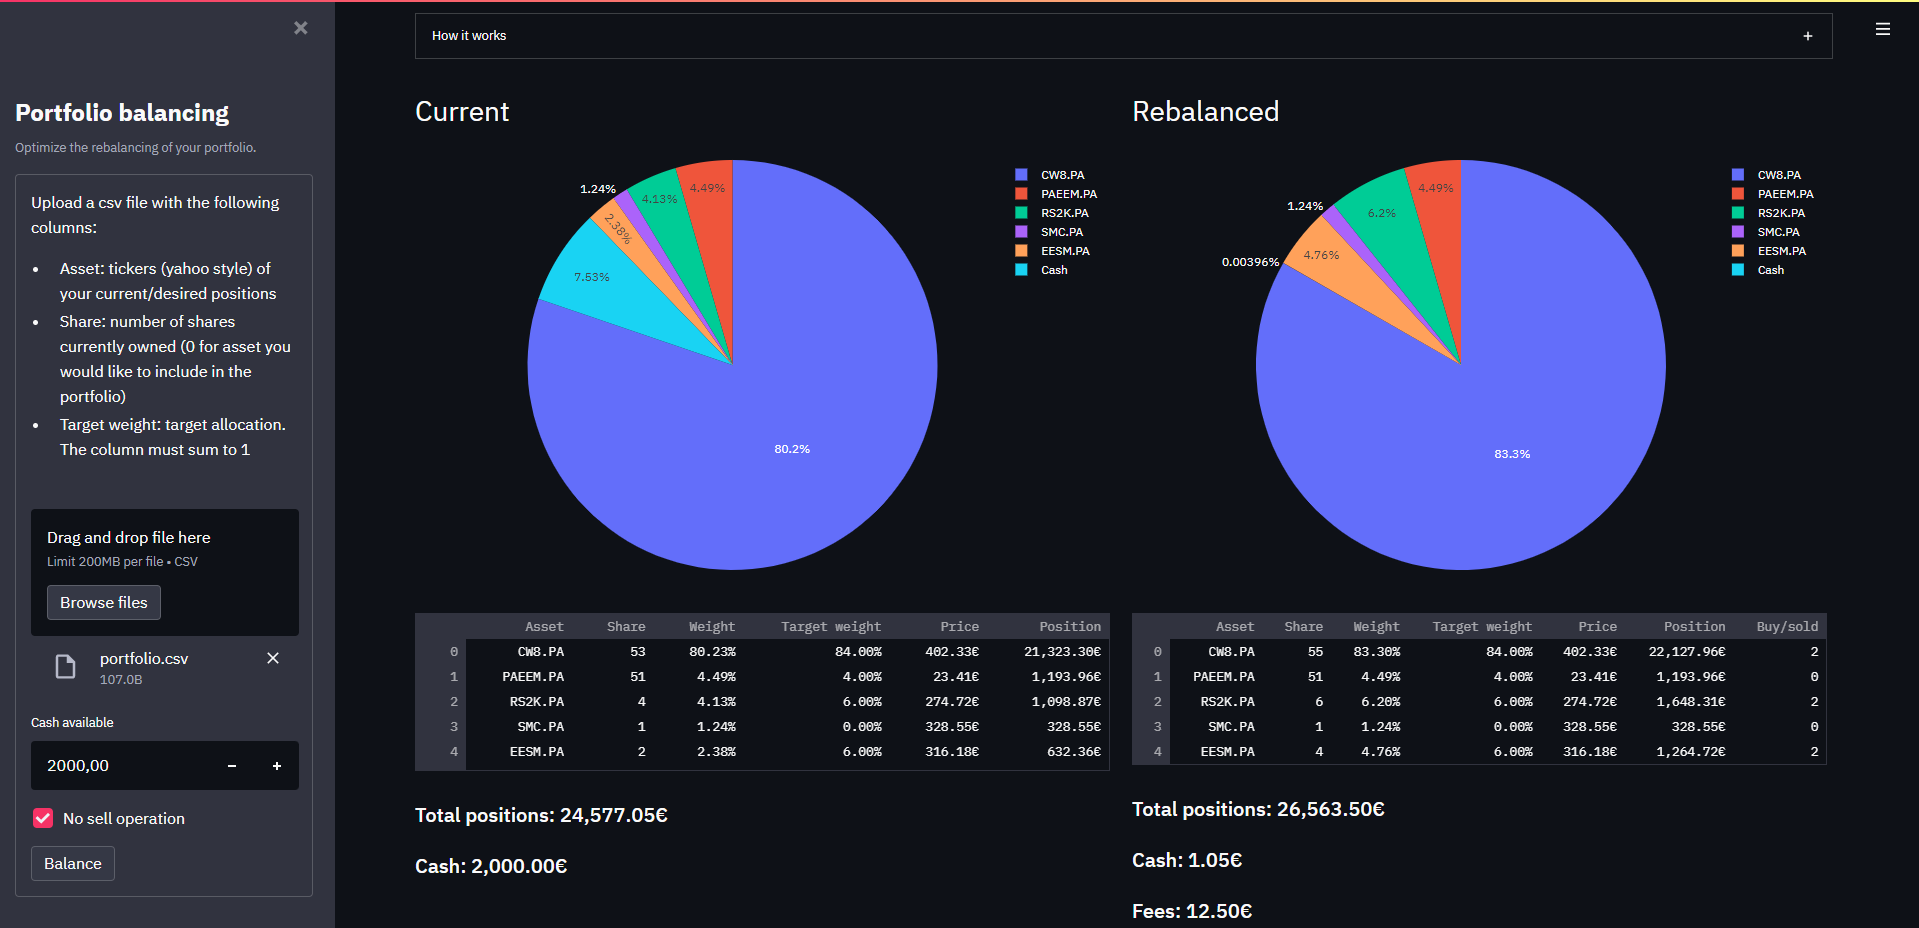 Portfolio balancing
Optimize the rebalancing of your portfolio.
Upload a csv file with the following
columns:
• Asset: tickers (yahoo style) of
your current/desired positions
• Share: number of shares
currently owned (0 for asset you
would like to include in the
portfolio)
• Target weight: target allocation.
The column must sum to 1
Drag and drop file here
Limit 200MB per file • CSV
Browse files
portfolio.csv
107.0B
Cash available
2000,00 − +
No sell operation
Balance
How it works +
Current
1.24%
4.13%
4.49%
2.38%
7.53%
80.2%
CW8.PA
PAEEM.PA
RS2K.PA
SMC.PA
EESM.PA
Cash
Asset Share Weight Target weight Price Position
0 CW8.PA 53 80.23% 84.00% 402.33€ 21,323.30€
1 PAEEM.PA 51 4.49% 4.00% 23.41€ 1,193.96€
2 RS2K.PA 4 4.13% 6.00% 274.72€ 1,098.87€
3 SMC.PA 1 1.24% 0.00% 328.55€ 328.55€
4 EESM.PA 2 2.38% 6.00% 316.18€ 632.36€
Total positions: 24,577.05€
Cash: 2,000.00€
Rebalanced
4.49%
1.24%
6.2%
0.00396%
4.76%
83.3%
CW8.PA
PAEEM.PA
RS2K.PA
SMC.PA
EESM.PA
Cash
Asset Share Weight Target weight Price Position Buy/sold
0 CW8.PA 55 83.30% 84.00% 402.33€ 22,127.96€ 2
1 PAEEM.PA 51 4.49% 4.00% 23.41€ 1,193.96€ 0
2 RS2K.PA 6 6.20% 6.00% 274.72€ 1,648.31€ 2
3 SMC.PA 1 1.24% 0.00% 328.55€ 328.55€ 0
4 EESM.PA 4 4.76% 6.00% 316.18€ 1,264.72€ 2
Total positions: 26,563.50€
Cash: 1.05€
Fees: 12.50€